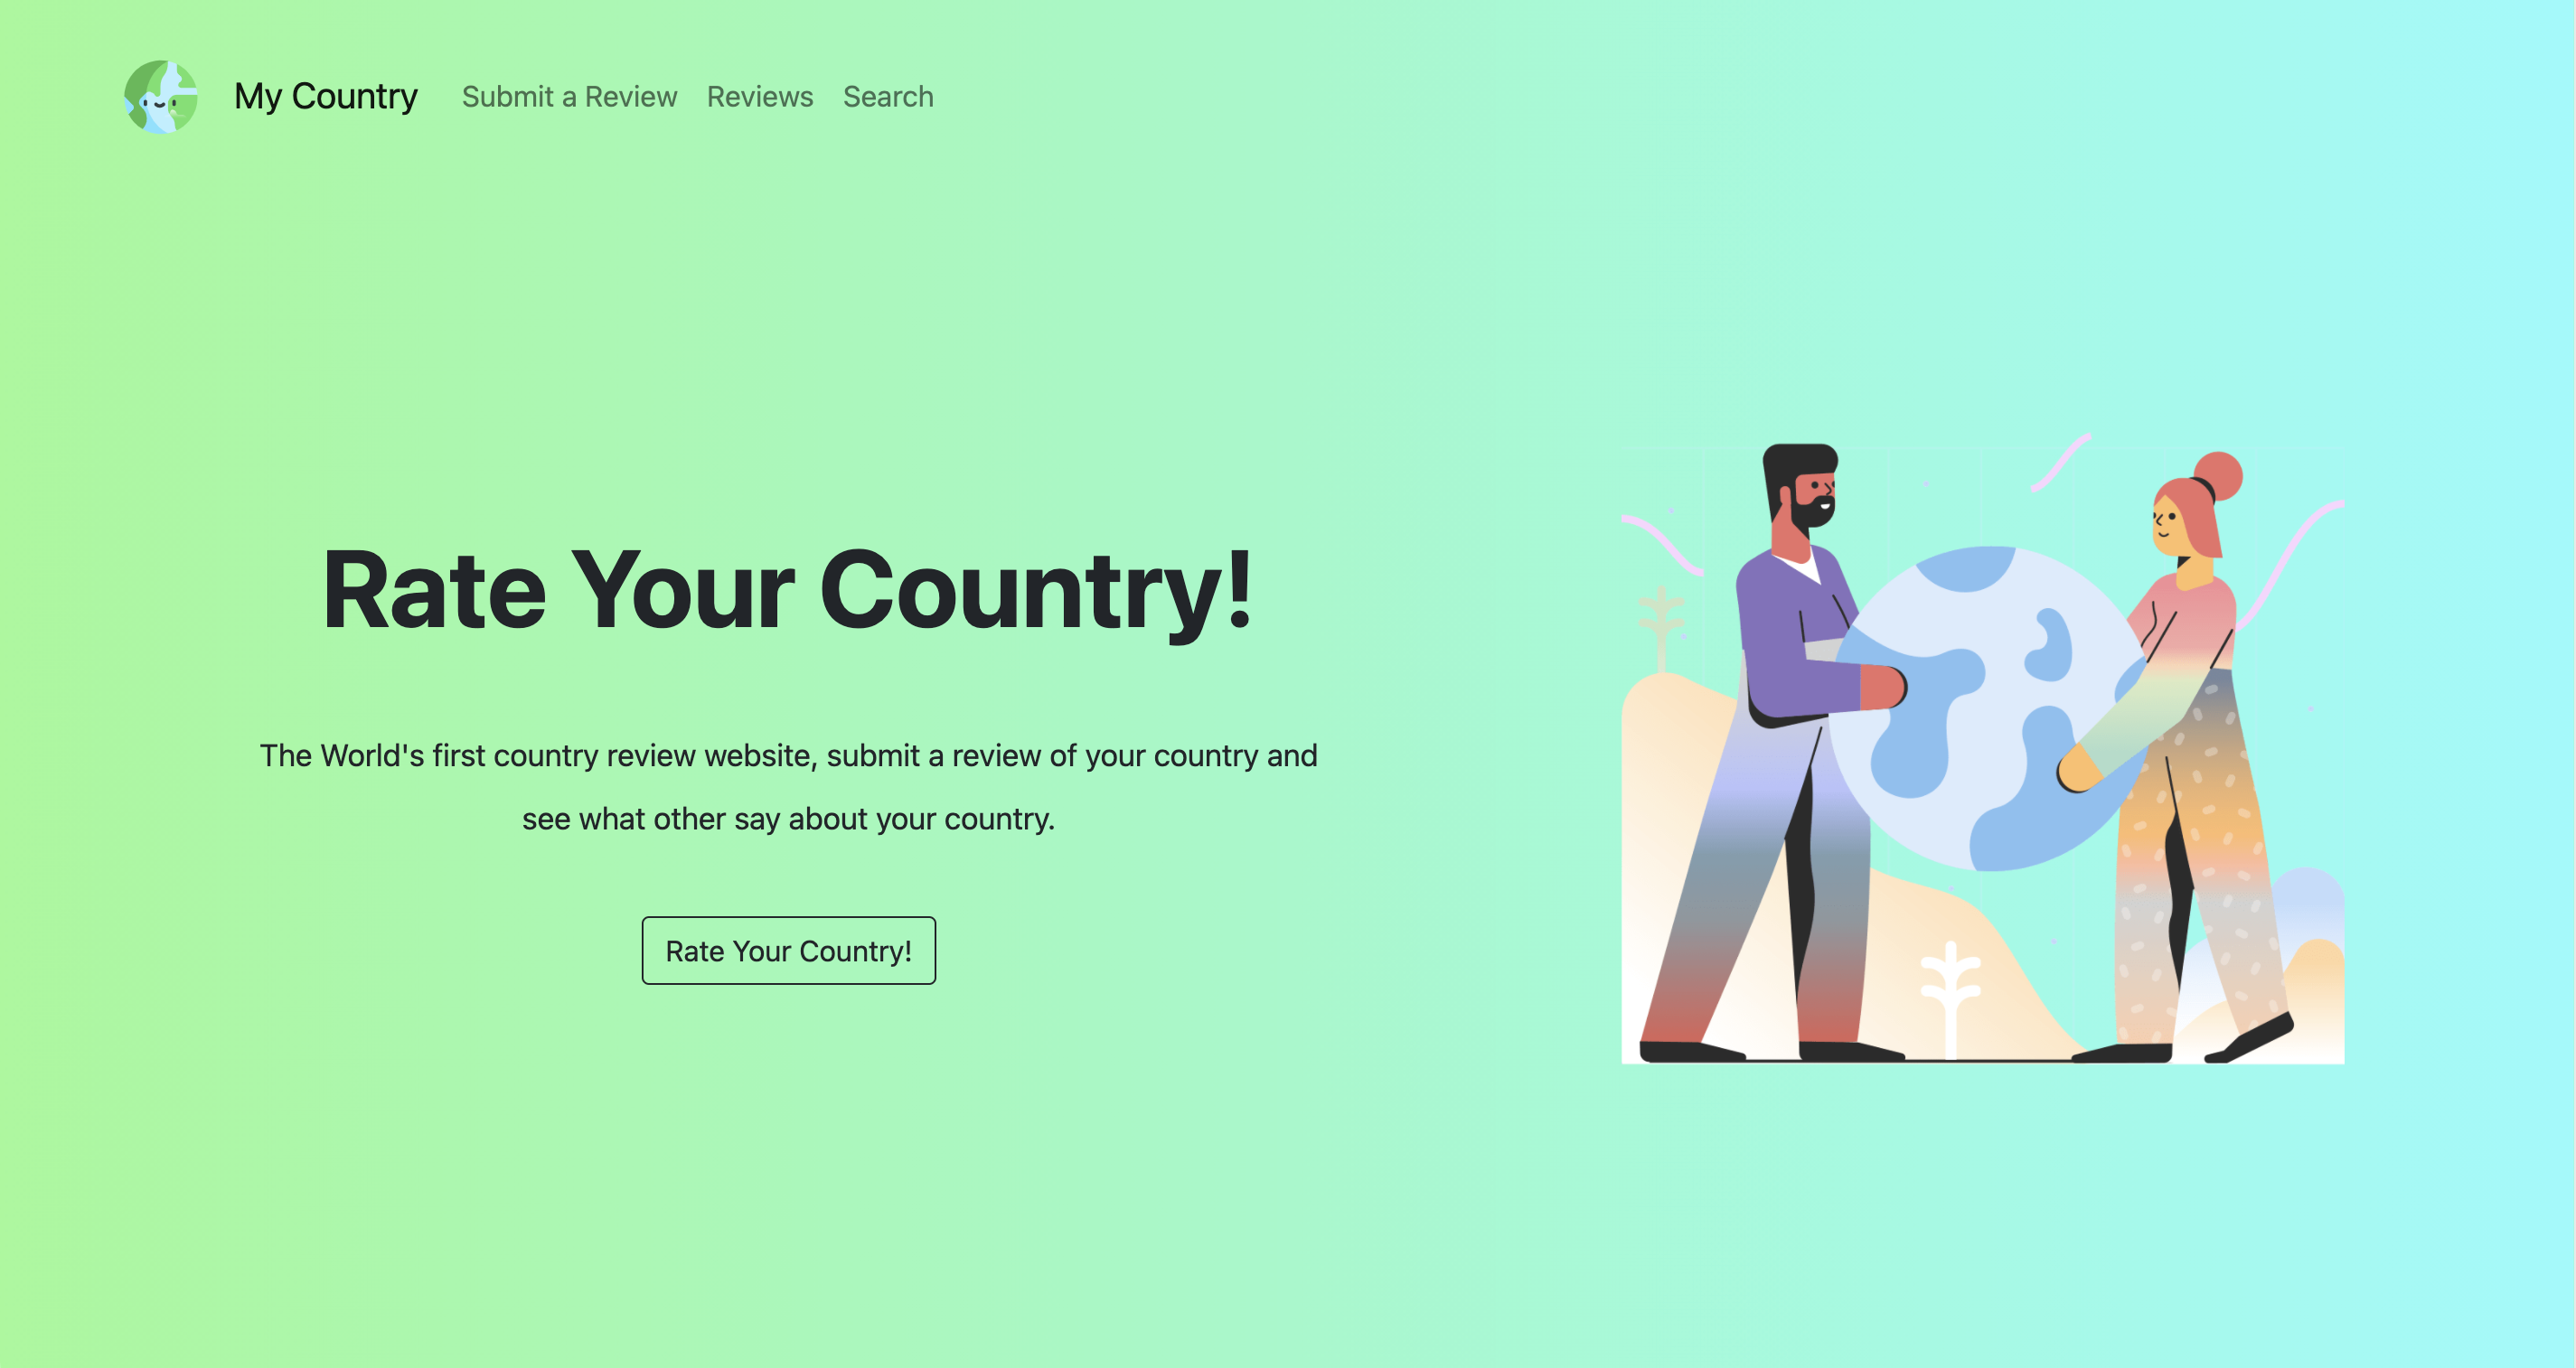 My Country
Submit a Review
Reviews
Search
Rate Your Country!
The World's first country review website, submit a review of your country and
see what other say about your country.
Rate Your Country!